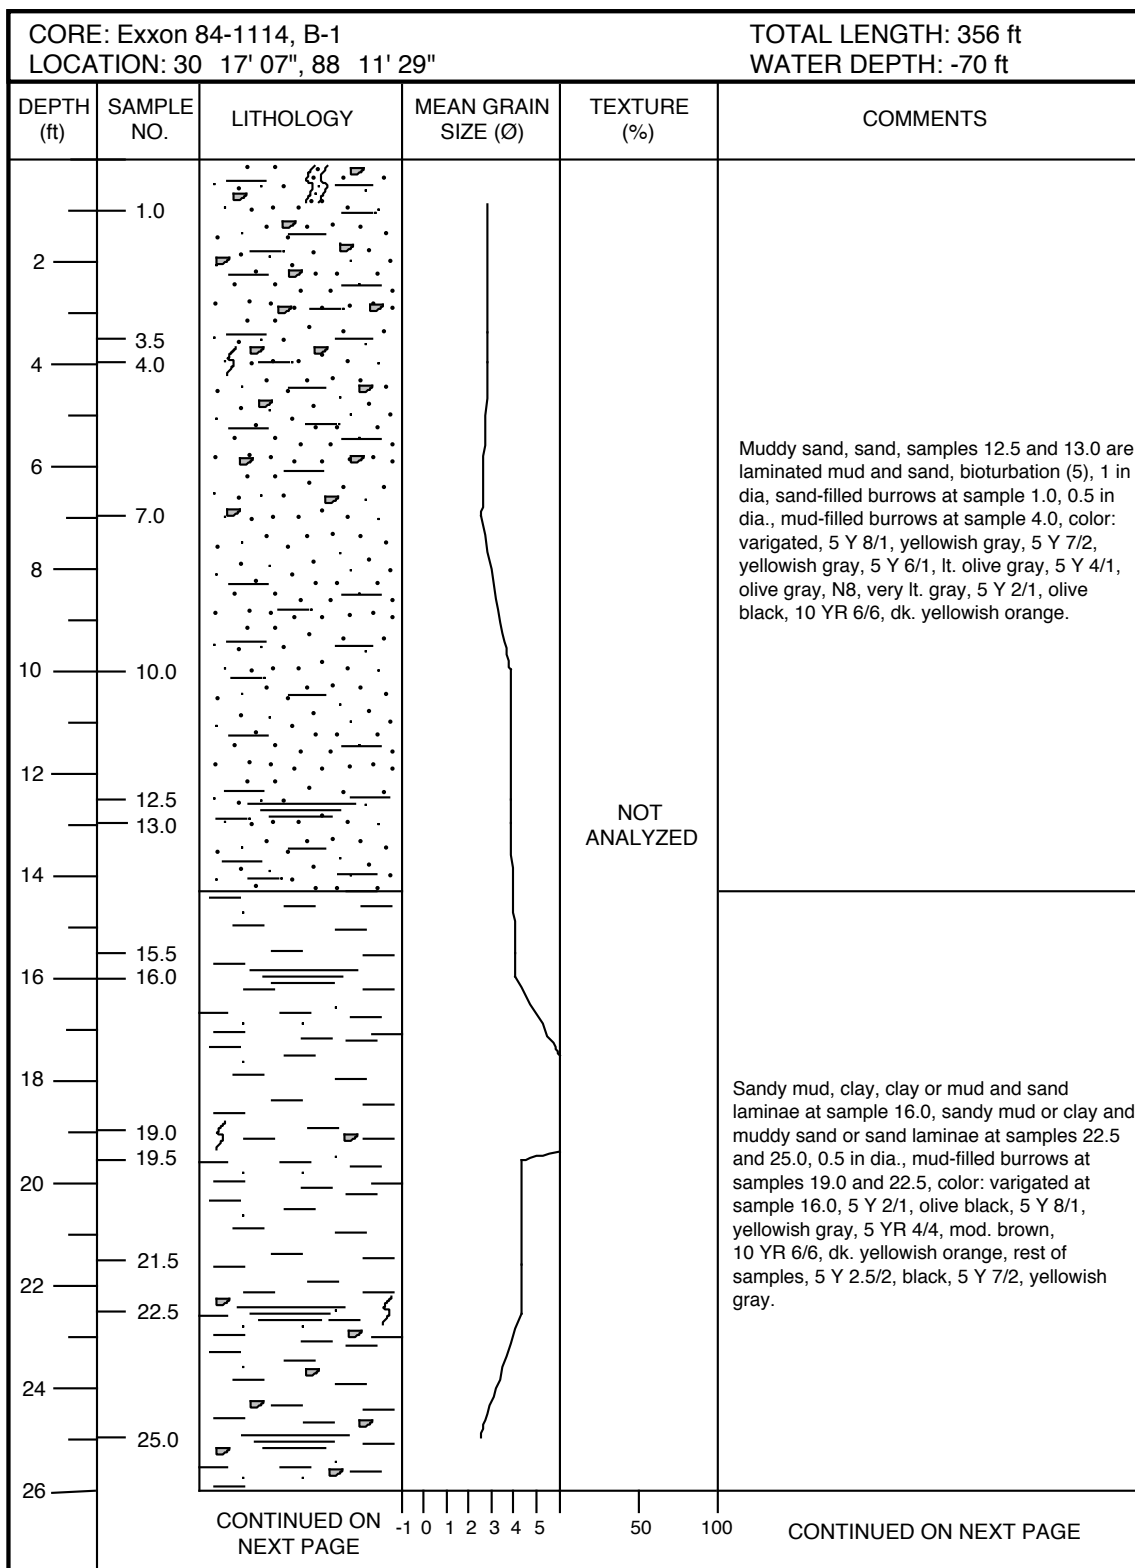 CORE: Exxon 84-1114, B-1
LOCATION: 30 17' 07", 88 11' 29"
TOTAL LENGTH: 356 ft
WATER DEPTH: -70 ft
DEPTH
(ft)
SAMPLE
NO.
LITHOLOGY
MEAN GRAIN
SIZE (Ø)
TEXTURE
(%)
COMMENTS
1.0
2
3.5
4
4.0
6
7.0
8
10
10.0
12
12.5
13.0
14
15.5
16
16.0
18
19.0
19.5
20
21.5
22
22.5
24
25.0
26
NOT
ANALYZED
Muddy sand, sand, samples 12.5 and 13.0 are
laminated mud and sand, bioturbation (5), 1 in
dia, sand-filled burrows at sample 1.0, 0.5 in
dia., mud-filled burrows at sample 4.0, color:
varigated, 5 Y 8/1, yellowish gray, 5 Y 7/2,
yellowish gray, 5 Y 6/1, lt. olive gray, 5 Y 4/1,
olive gray, N8, very lt. gray, 5 Y 2/1, olive
black, 10 YR 6/6, dk. yellowish orange.
Sandy mud, clay, clay or mud and sand
laminae at sample 16.0, sandy mud or clay and
muddy sand or sand laminae at samples 22.5
and 25.0, 0.5 in dia., mud-filled burrows at
samples 19.0 and 22.5, color: varigated at
sample 16.0, 5 Y 2/1, olive black, 5 Y 8/1,
yellowish gray, 5 YR 4/4, mod. brown,
10 YR 6/6, dk. yellowish orange, rest of
samples, 5 Y 2.5/2, black, 5 Y 7/2, yellowish
gray.
CONTINUED ON
NEXT PAGE
-1 0 1 2 3 4 5
50 100
CONTINUED ON NEXT PAGE